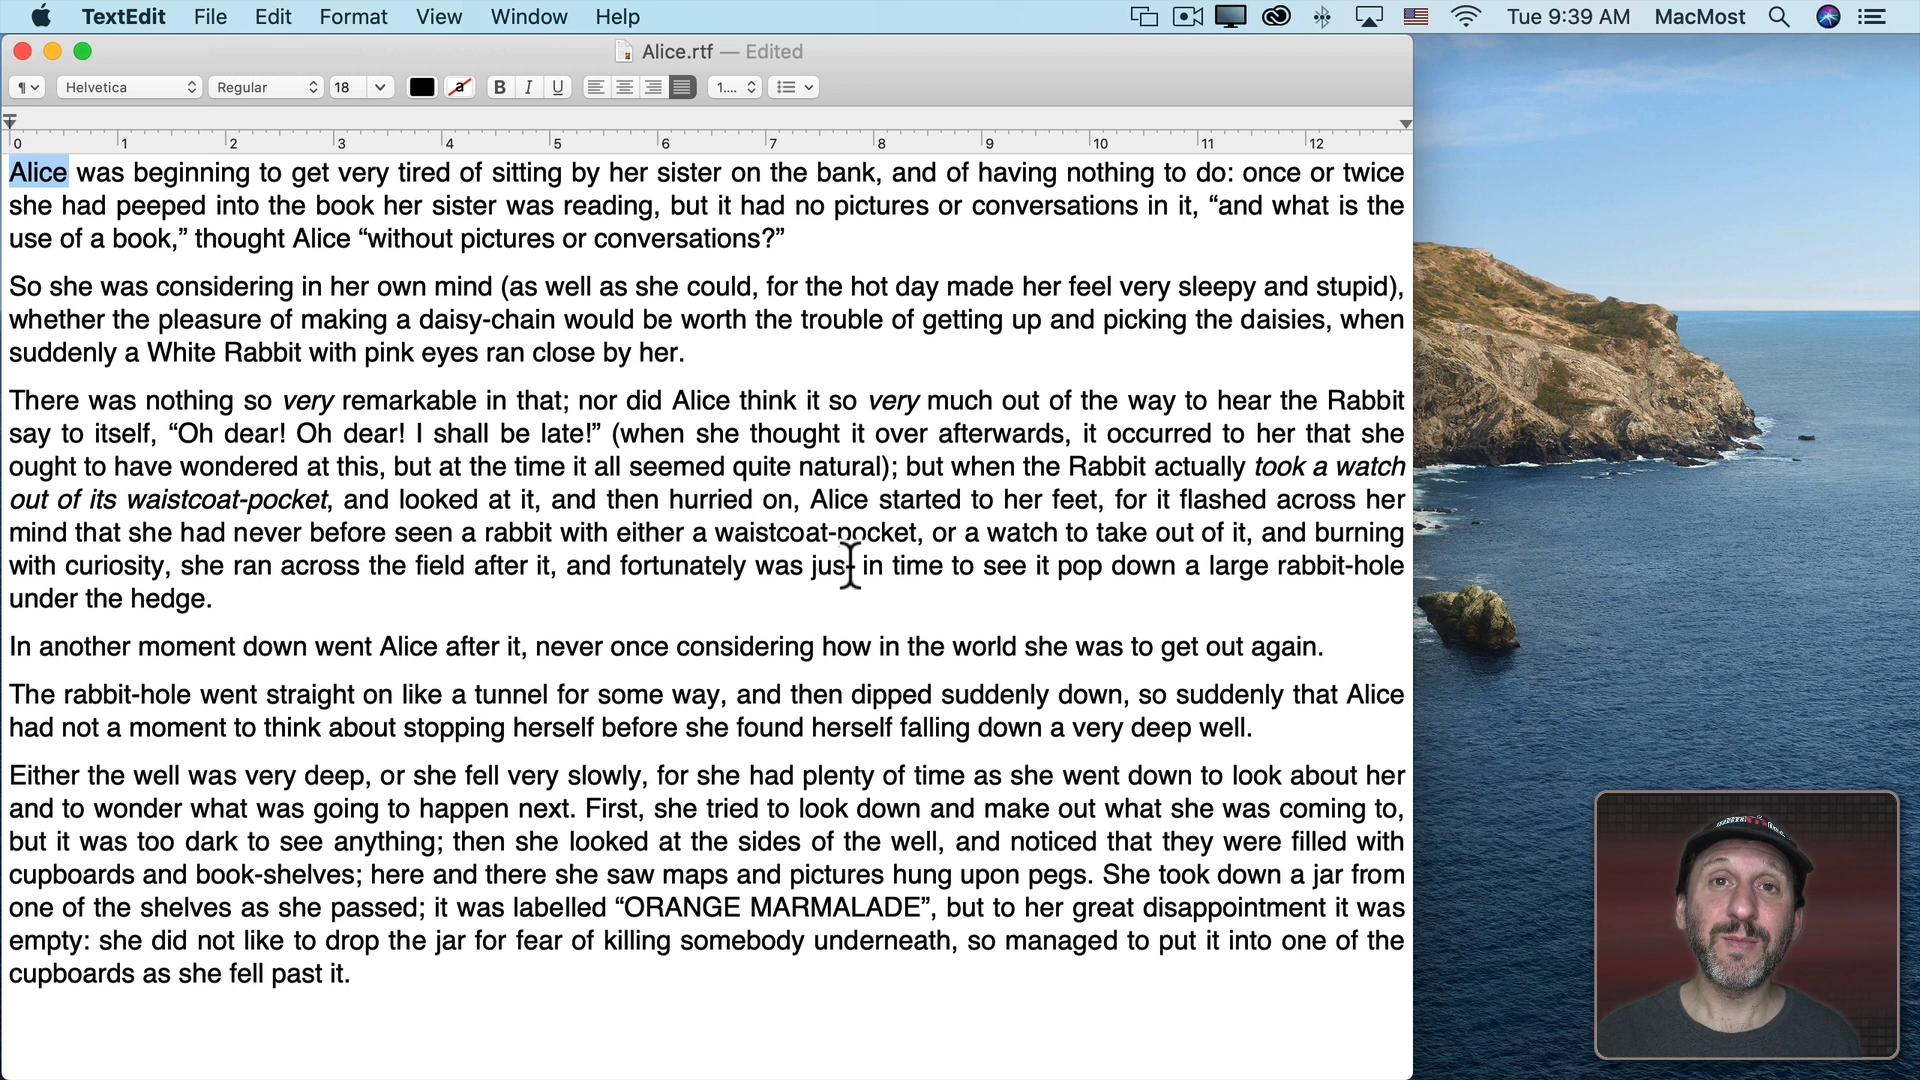 TextEdit File Edit Format View Window Help Tue 9:39 AM MacMost
Alice.rtf — Edited
¶ Helvetica Regular 18 a B I U 1....
0 1 2 3 4 5 6 7 8 9 10 11 12
Alice was beginning to get very tired of sitting by her sister on the bank, and of having nothing to do: once or twice
she had peeped into the book her sister was reading, but it had no pictures or conversations in it, “and what is the
use of a book,” thought Alice “without pictures or conversations?”
So she was considering in her own mind (as well as she could, for the hot day made her feel very sleepy and stupid),
whether the pleasure of making a daisy-chain would be worth the trouble of getting up and picking the daisies, when
suddenly a White Rabbit with pink eyes ran close by her.
There was nothing so very remarkable in that; nor did Alice think it so very much out of the way to hear the Rabbit
say to itself, “Oh dear! Oh dear! I shall be late!” (when she thought it over afterwards, it occurred to her that she
ought to have wondered at this, but at the time it all seemed quite natural); but when the Rabbit actually took a watch
out of its waistcoat-pocket, and looked at it, and then hurried on, Alice started to her feet, for it flashed across her
mind that she had never before seen a rabbit with either a waistcoat-pocket, or a watch to take out of it, and burning
with curiosity, she ran across the field after it, and fortunately was just in time to see it pop down a large rabbit-hole
under the hedge.
In another moment down went Alice after it, never once considering how in the world she was to get out again.
The rabbit-hole went straight on like a tunnel for some way, and then dipped suddenly down, so suddenly that Alice
had not a moment to think about stopping herself before she found herself falling down a very deep well.
Either the well was very deep, or she fell very slowly, for she had plenty of time as she went down to look about her
and to wonder what was going to happen next. First, she tried to look down and make out what she was coming to,
but it was too dark to see anything; then she looked at the sides of the well, and noticed that they were filled with
cupboards and book-shelves; here and there she saw maps and pictures hung upon pegs. She took down a jar from
one of the shelves as she passed; it was labelled “ORANGE MARMALADE”, but to her great disappointment it was
empty: she did not like to drop the jar for fear of killing somebody underneath, so managed to put it into one of the
cupboards as she fell past it.